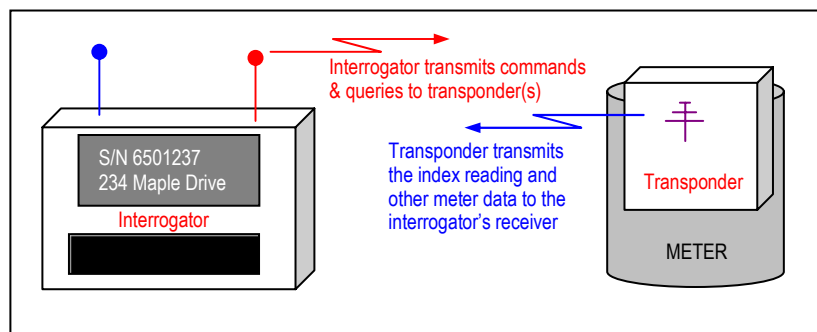 Interrogator transmits commands
& queries to transponder(s)
S/N 6501237
234 Maple Drive
Interrogator
Transponder transmits
the index reading and
other meter data to the
interrogator's receiver
Transponder
METER